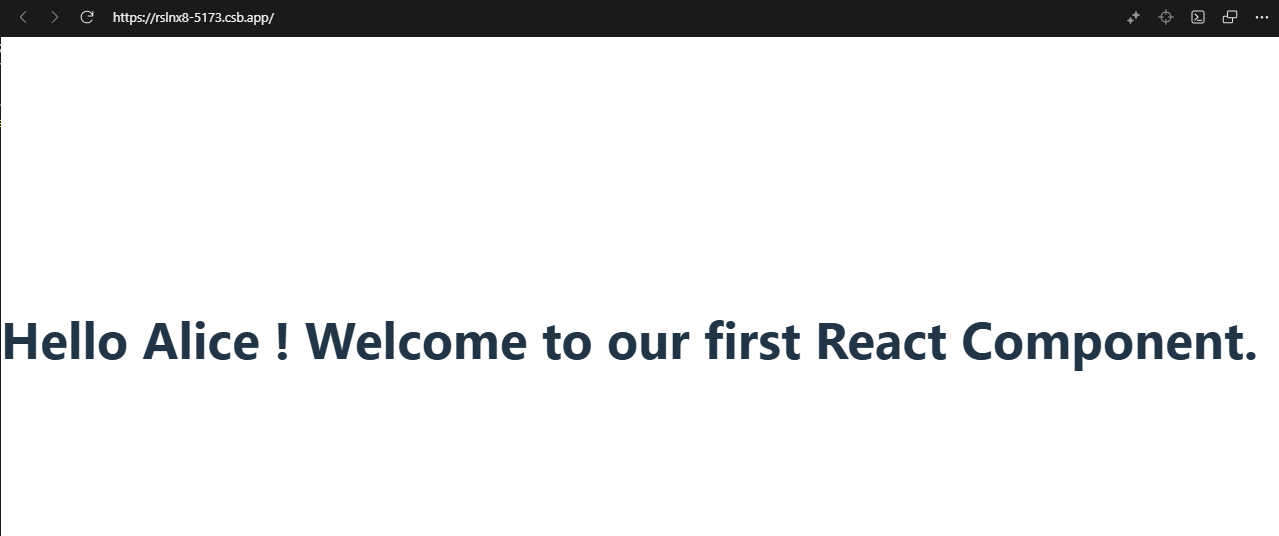 https://rslnx8-5173.csb.app/
Hello Alice ! Welcome to our first React Component.